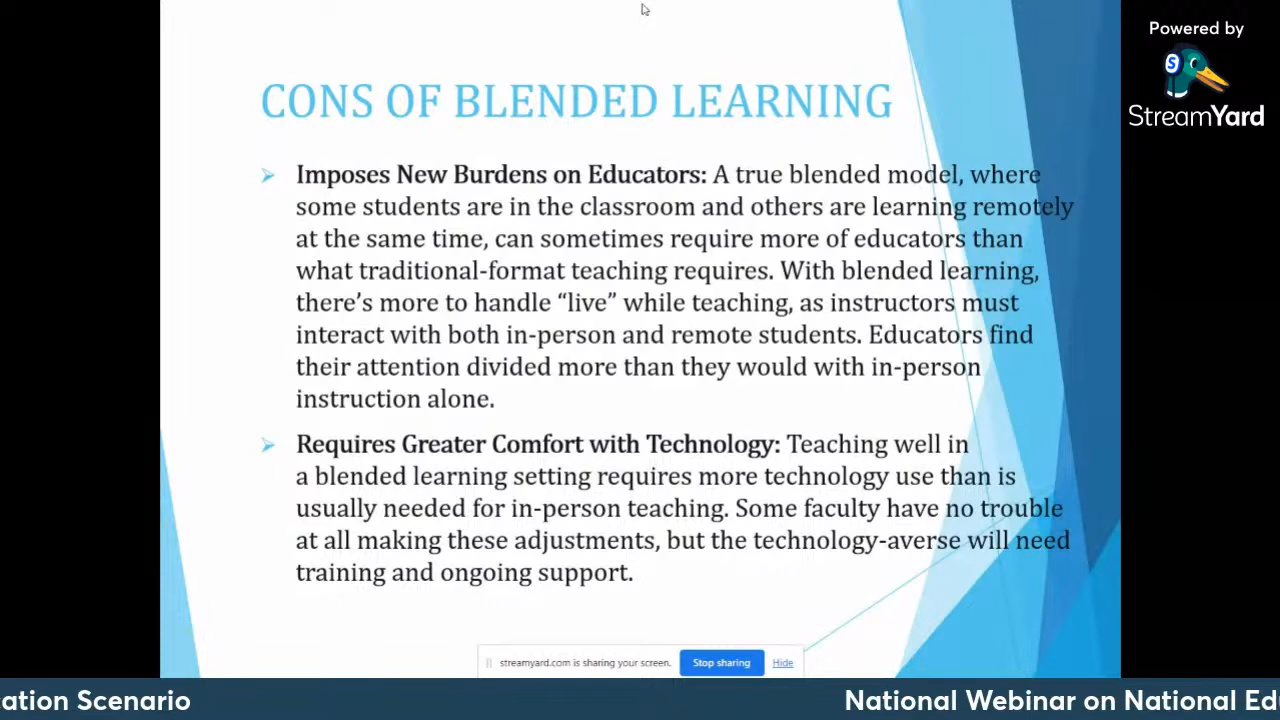 Powered by
StreamYard
CONS OF BLENDED LEARNING
Imposes New Burdens on Educators: A true blended model, where
some students are in the classroom and others are learning remotely
at the same time, can sometimes require more of educators than
what traditional-format teaching requires. With blended learning,
there’s more to handle “live” while teaching, as instructors must
interact with both in-person and remote students. Educators find
their attention divided more than they would with in-person
instruction alone.
Requires Greater Comfort with Technology: Teaching well in
a blended learning setting requires more technology use than is
usually needed for in-person teaching. Some faculty have no trouble
at all making these adjustments, but the technology-averse will need
training and ongoing support.
streamyard.com is sharing your screen. Stop sharing Hide
cation Scenario National Webinar on National Ed